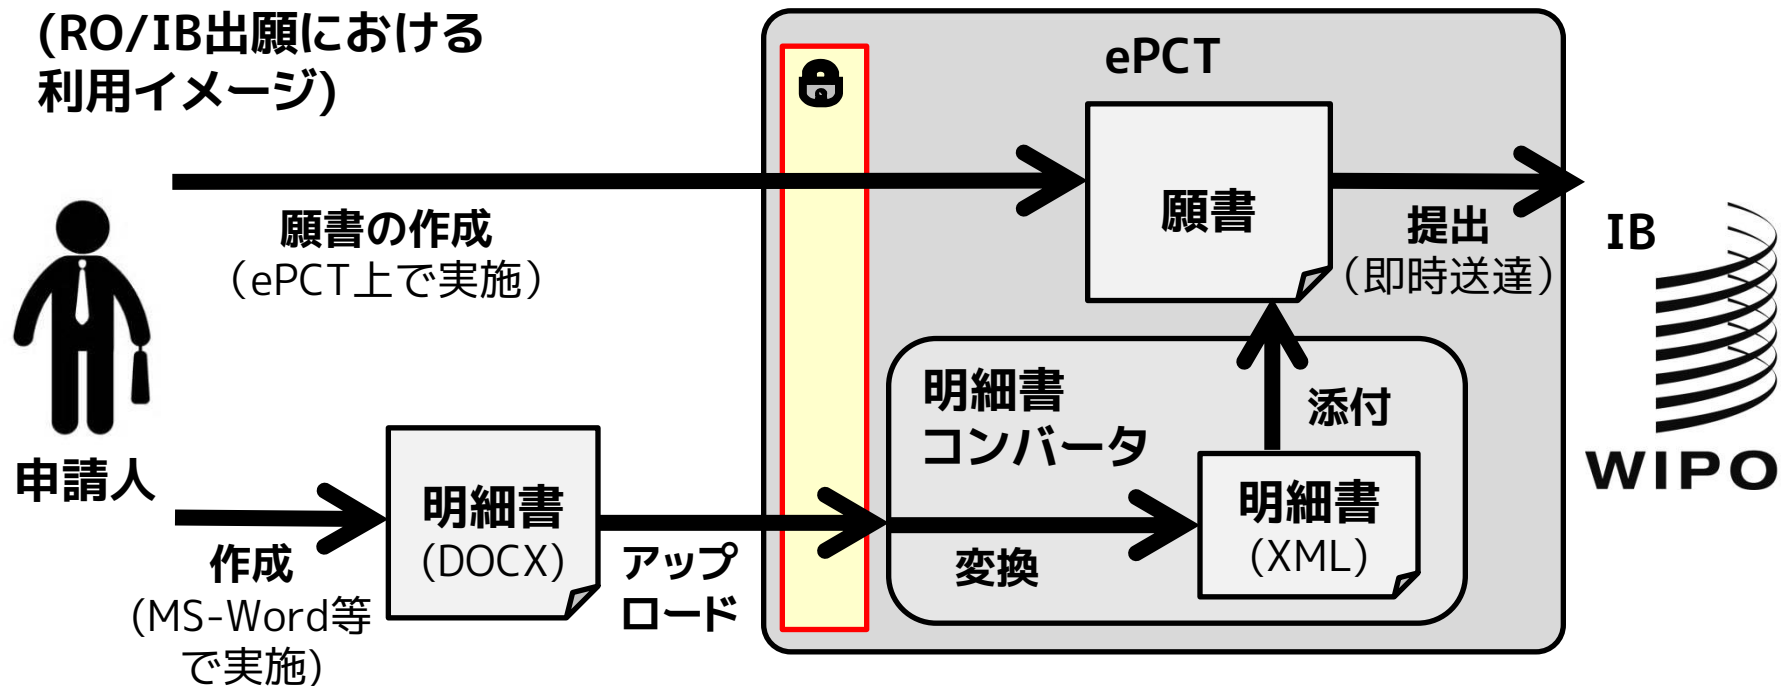 (RO/IB出願における
利用イメージ)
ePCT
願書
願書の作成
（ePCT上で実施）
提出
（即時送達）
IB
WIPO
申請人
明細書
コンバータ
添付
明細書
(DOCX)
アップ
ロード
変換
明細書
(XML)
作成
(MS-Word等
で実施)